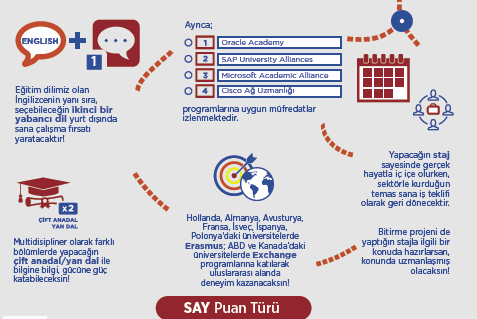 ENGLISH
1
Eğitim dilimiz olan
İngilizcenin yanı sıra,
seçebileceğin ikinci bir
yabancı dil yurt dışında
sana çalışma fırsatı
yaratacaktır!
Ayrıca;
1 Oracle Academy
2 SAP University Alliances
3 Microsoft Academic Alliance
4 Cisco Ağ Uzmanlığı
programlarına uygun müfredatlar
izlenmektedir.
Yapacağın staj
sayesinde gerçek
hayatla iç içe olurken,
sektörle kurduğun
temas sana iş teklifi
olarak geri dönecektir.
x2
ÇİFT ANADAL
YAN DAL
Multidisipliner olarak farklı
bölümlerde yapacağın
çift anadal/yan dal ile
bilgine bilgi, gücüne güç
katabileceksin!
Hollanda, Almanya, Avusturya,
Fransa, İsveç, İspanya,
Polonya'daki üniversitelerde
Erasmus; ABD ve Kanada'daki
üniversitelerde Exchange
programlarına katılarak
uluslararası alanda
deneyim kazanacaksın!
Bitirme projeni de
yaptığın stajla ilgili bir
konuda hazırlarsan,
konunda uzmanlaşmış
olacaksın!
SAY Puan Türü